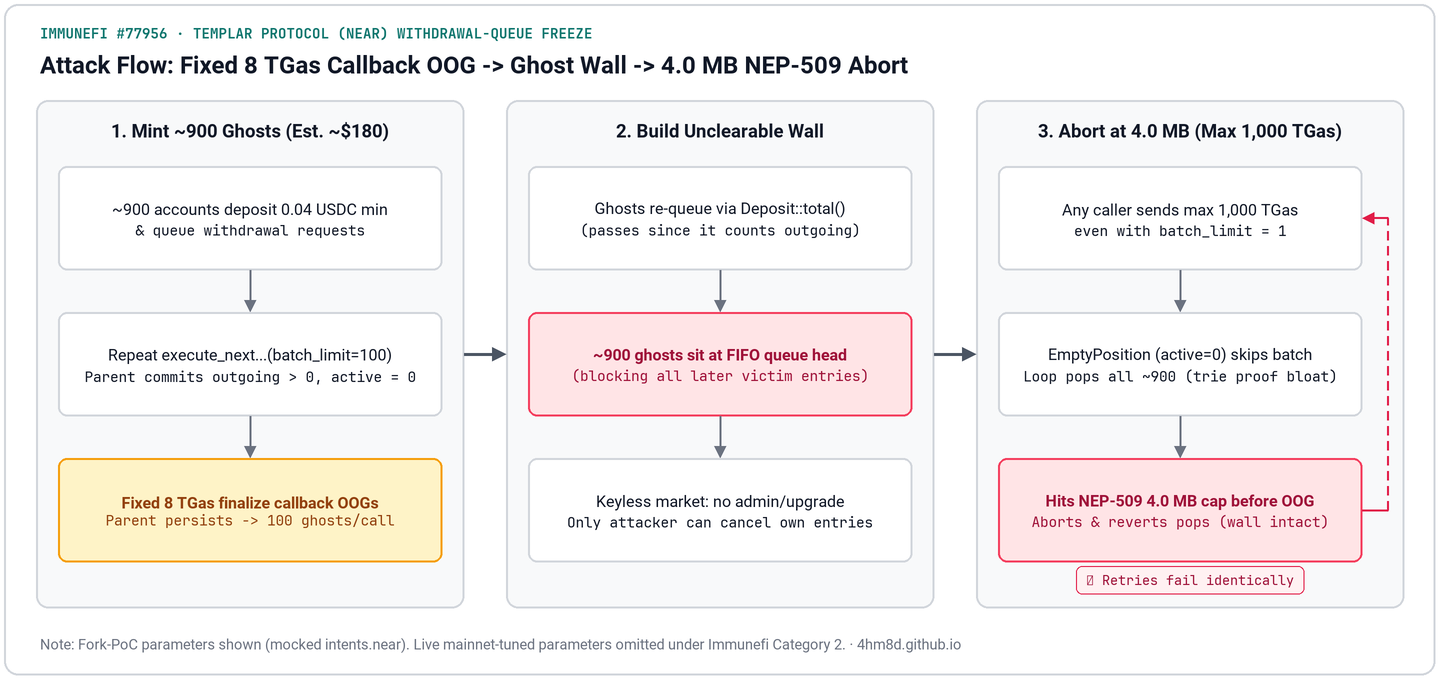 IMMUNEFI #77956 · TEMPLAR PROTOCOL (NEAR) WITHDRAWAL-QUEUE FREEZE
Attack Flow: Fixed 8 TGas Callback OOG -> Ghost Wall -> 4.0 MB NEP-509 Abort
1. Mint ~900 Ghosts (Est. ~$180)
~900 accounts deposit 0.04 USDC min
& queue withdrawal requests
Repeat execute_next...(batch_limit=100)
Parent commits outgoing > 0, active = 0
Fixed 8 TGas finalize callback OOGs
Parent persists -> 100 ghosts/call
2. Build Unclearable Wall
Ghosts re-queue via Deposit::total()
(passes since it counts outgoing)
~900 ghosts sit at FIFO queue head
(blocking all later victim entries)
Keyless market: no admin/upgrade
Only attacker can cancel own entries
3. Abort at 4.0 MB (Max 1,000 TGas)
Any caller sends max 1,000 TGas
even with batch_limit = 1
EmptyPosition (active=0) skips batch
Loop pops all ~900 (trie proof bloat)
Hits NEP-509 4.0 MB cap before OOG
Aborts & reverts pops (wall intact)
Retries fail identically
Note: Fork-PoC parameters shown (mocked intents.near). Live mainnet-tuned parameters omitted under Immunefi Category 2. · 4hm8d.github.io